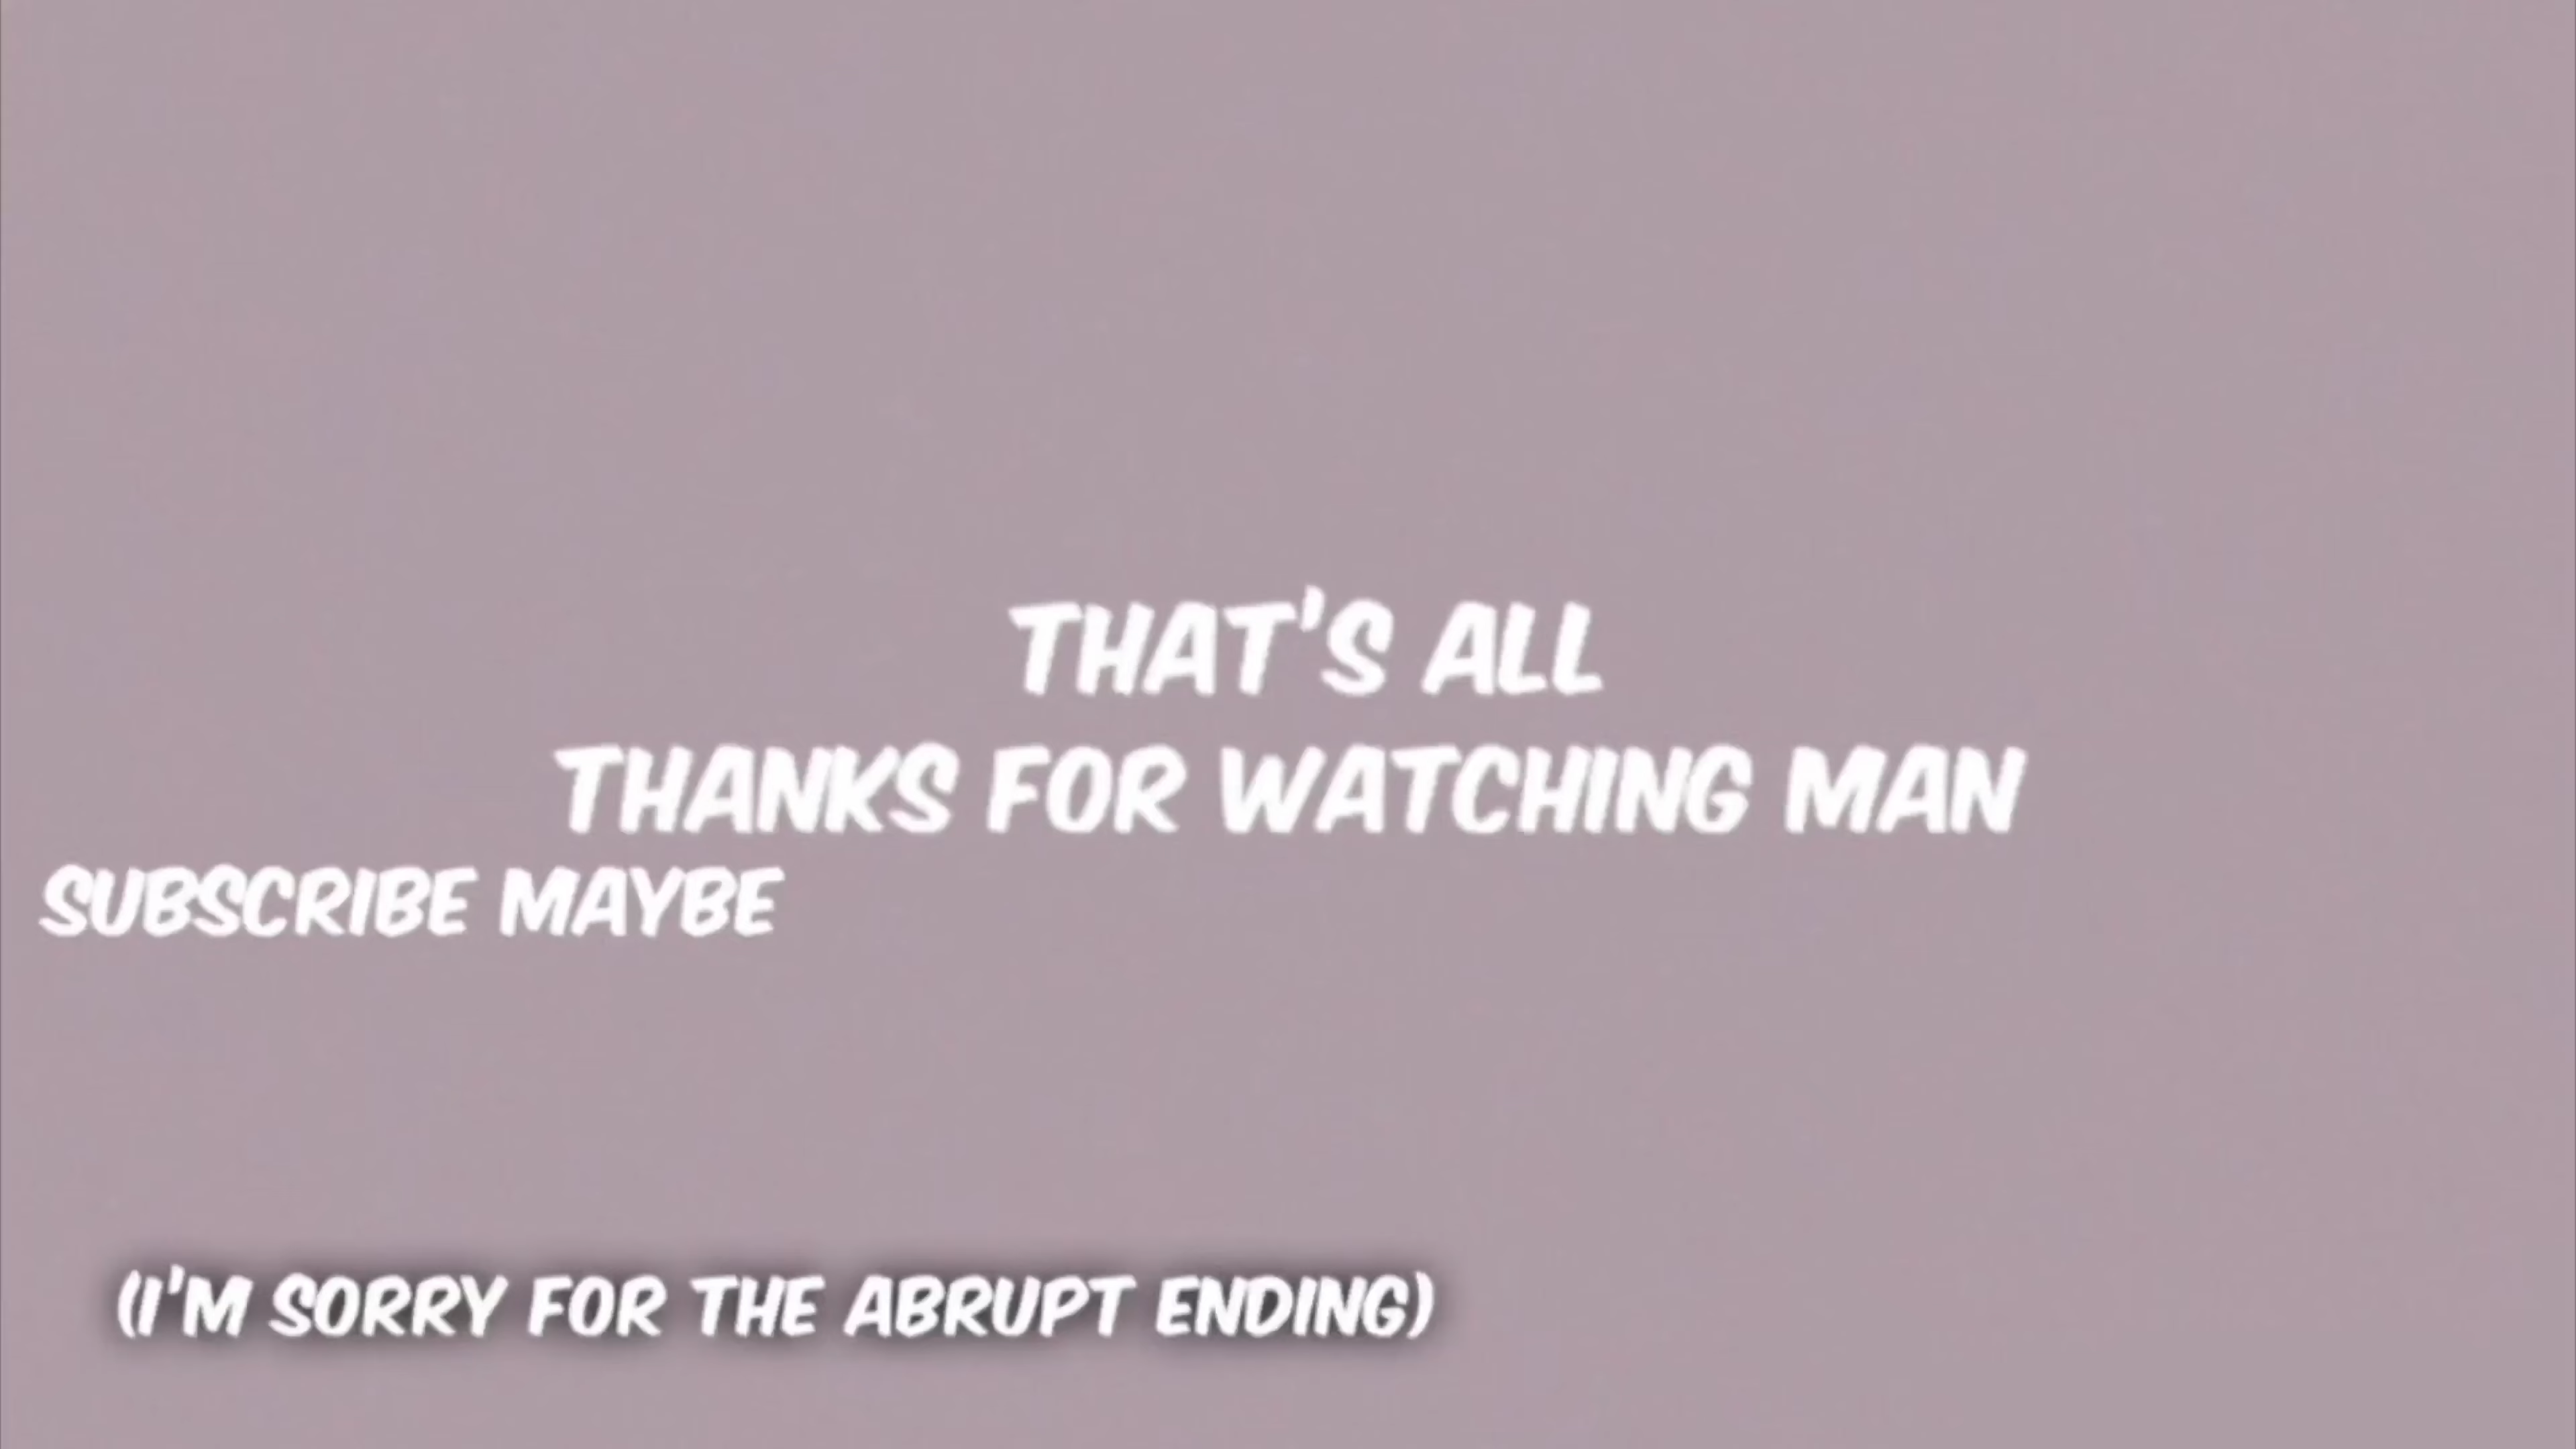 THAT'S ALL
THANKS FOR WATCHING MAN
SUBSCRIBE MAYBE
(I'M SORRY FOR THE ABRUPT ENDING)